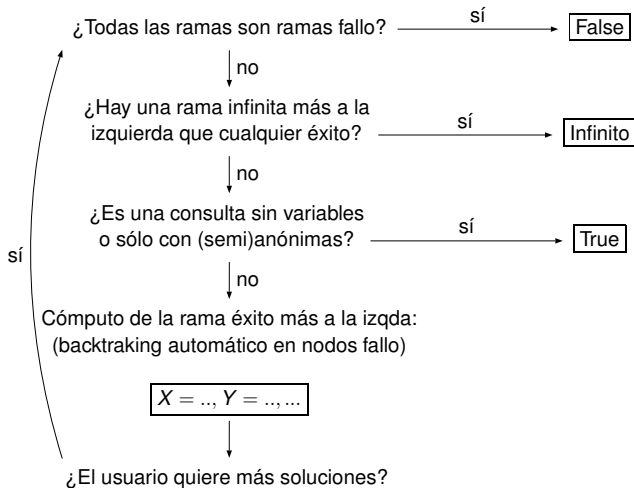 ¿Todas las ramas son ramas fallo?
sí
False
no
¿Hay una rama infinita más a la
izquierda que cualquier éxito?
sí
Infinito
no
¿Es una consulta sin variables
o sólo con (semi)anónimas?
sí
True
sí
no
Cómputo de la rama éxito más a la izqda:
(backtraking automático en nodos fallo)
X = .., Y = .., ...
¿El usuario quiere más soluciones?